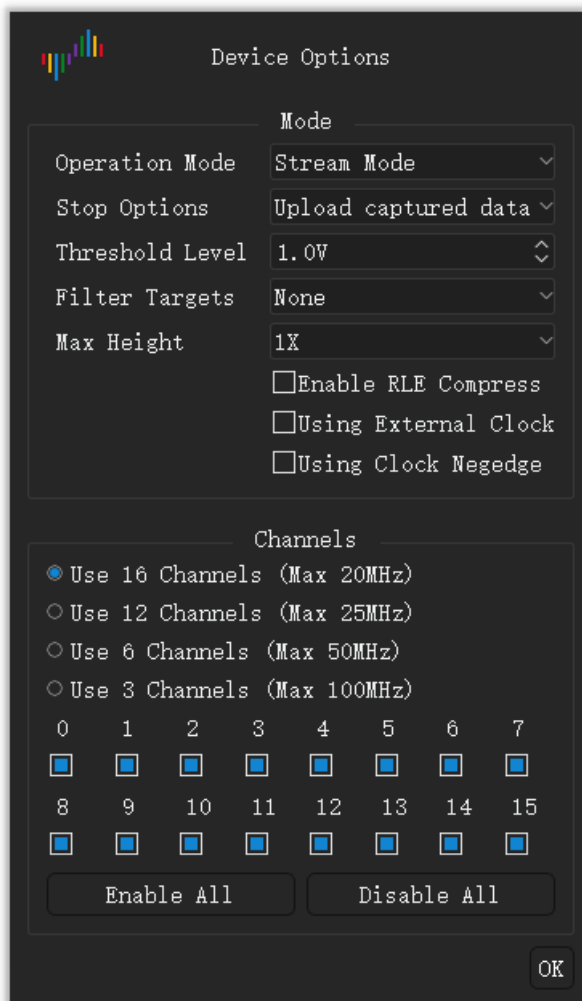 Device Options
Mode
Operation Mode Stream Mode
Stop Options Upload captured data
Threshold Level 1.0V
Filter Targets None
Max Height 1X
Enable RLE Compress
Using External Clock
Using Clock Negedge
Channels
Use 16 Channels (Max 20MHz)
Use 12 Channels (Max 25MHz)
Use 6 Channels (Max 50MHz)
Use 3 Channels (Max 100MHz)
0 1 2 3 4 5 6 7
8 9 10 11 12 13 14 15
Enable All Disable All
OK